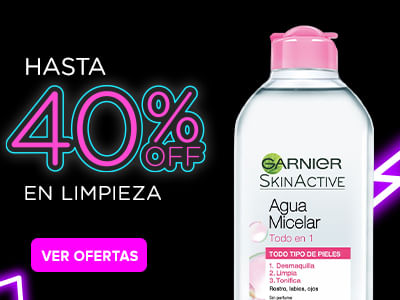 HASTA
40% OFF
EN LIMPIEZA
VER OFERTAS
GARNIER
SKINACTIVE
Agua
Micelar
Todo en 1
TODO TIPO DE PIELES
1. Desmaquilla
2. Limpia
3. Tonifica
Rostro, labios, ojos
Sin perfume